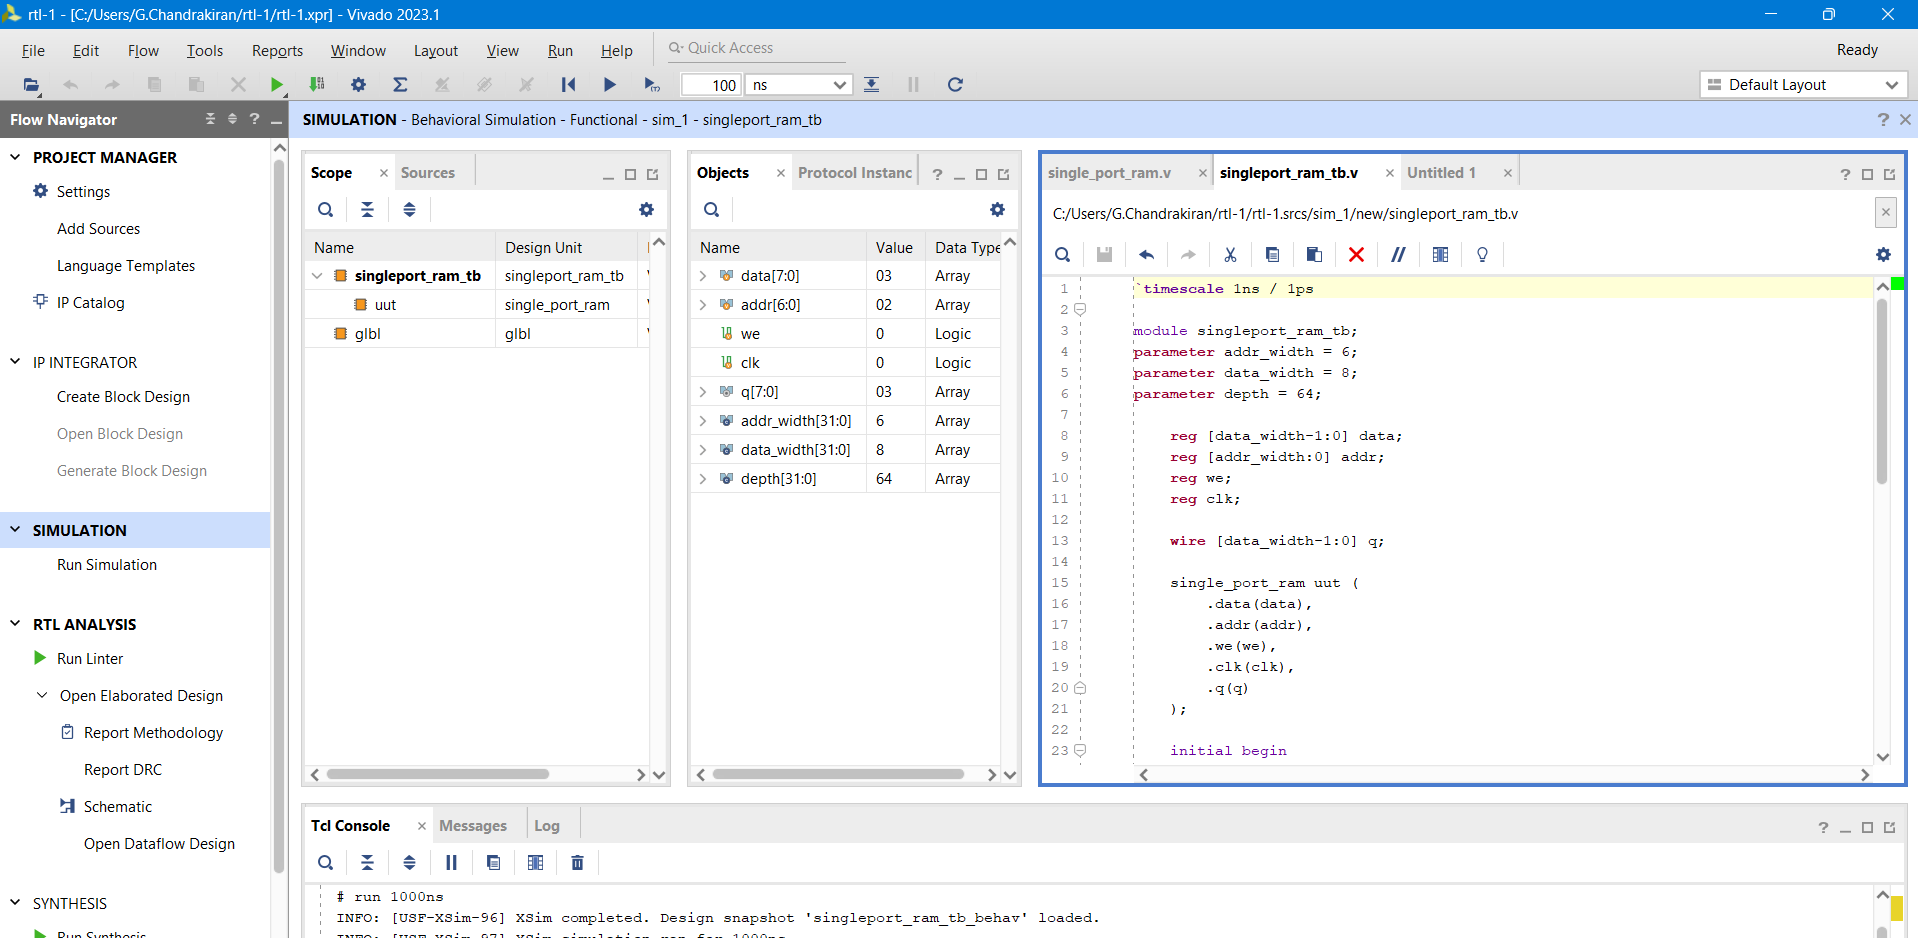 rtl-1 - [C:/Users/G.Chandrakiran/rtl-1/rtl-1.xpr] - Vivado 2023.1
File Edit Flow Tools Reports Window Layout View Run Help Quick Access Ready
100 ns Default Layout
Flow Navigator
PROJECT MANAGER
Settings
Add Sources
Language Templates
IP Catalog
IP INTEGRATOR
Create Block Design
Open Block Design
Generate Block Design
SIMULATION
Run Simulation
RTL ANALYSIS
Run Linter
Open Elaborated Design
Report Methodology
Report DRC
Schematic
Open Dataflow Design
SYNTHESIS
Run Synthesis
SIMULATION - Behavioral Simulation - Functional - sim_1 - singleport_ram_tb
Scope Sources
Name Design Unit
singleport_ram_tb singleport_ram_tb
uut single_port_ram
glbl glbl
Objects Protocol Instanc
Name Value Data Type
data[7:0] 03 Array
addr[6:0] 02 Array
we 0 Logic
clk 0 Logic
q[7:0] 03 Array
addr_width[31:0] 6 Array
data_width[31:0] 8 Array
depth[31:0] 64 Array
single_port_ram.v singleport_ram_tb.v Untitled 1
C:/Users/G.Chandrakiran/rtl-1/rtl-1.srcs/sim_1/new/singleport_ram_tb.v
1 `timescale 1ns / 1ps
2
3 module singleport_ram_tb;
4 parameter addr_width = 6;
5 parameter data_width = 8;
6 parameter depth = 64;
7
8 reg [data_width-1:0] data;
9 reg [addr_width:0] addr;
10 reg we;
11 reg clk;
12
13 wire [data_width-1:0] q;
14
15 single_port_ram uut (
16 .data(data),
17 .addr(addr),
18 .we(we),
19 .clk(clk),
20 .q(q)
21 );
22
23 initial begin
Tcl Console Messages Log
# run 1000ns
INFO: [USF-XSim-96] XSim completed. Design snapshot 'singleport_ram_tb_behav' loaded.
INFO: [USF-XSim-97] XSim simulation ran for 1000ns